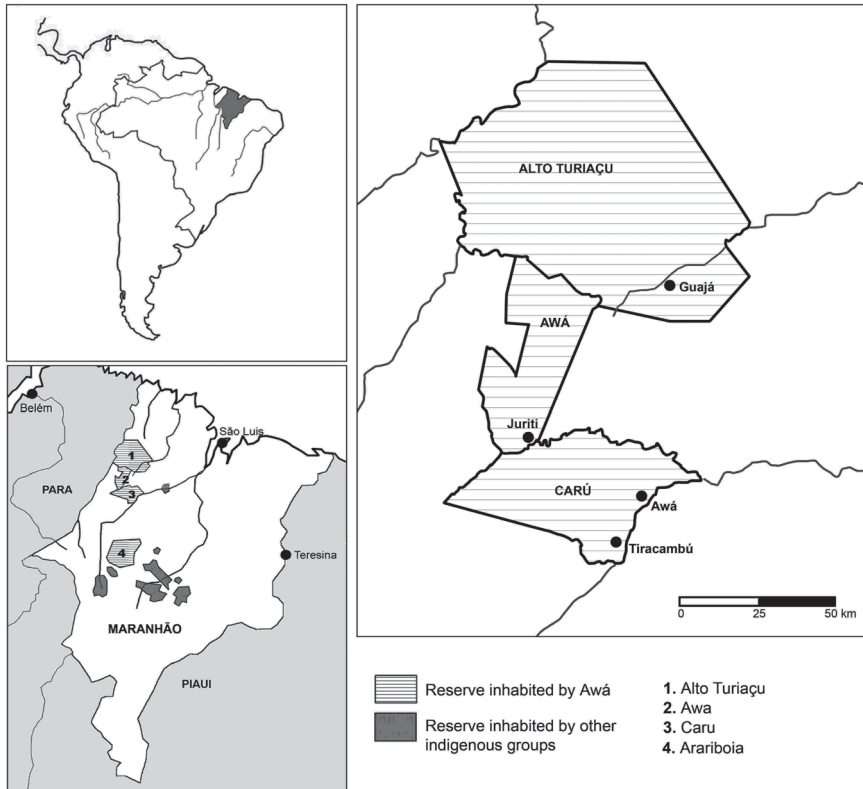 Belém
São Luis
1
2
3
PARA
4
Teresina
MARANHÃO
PIAUI
ALTO TURIAÇU
Guajá
AWÁ
Juriti
CARÚ
Awá
Tiracambú
0 25 50 km
Reserve inhabited by Awá
Reserve inhabited by other
indigenous groups
1. Alto Turiaçu
2. Awa
3. Caru
4. Arariboia